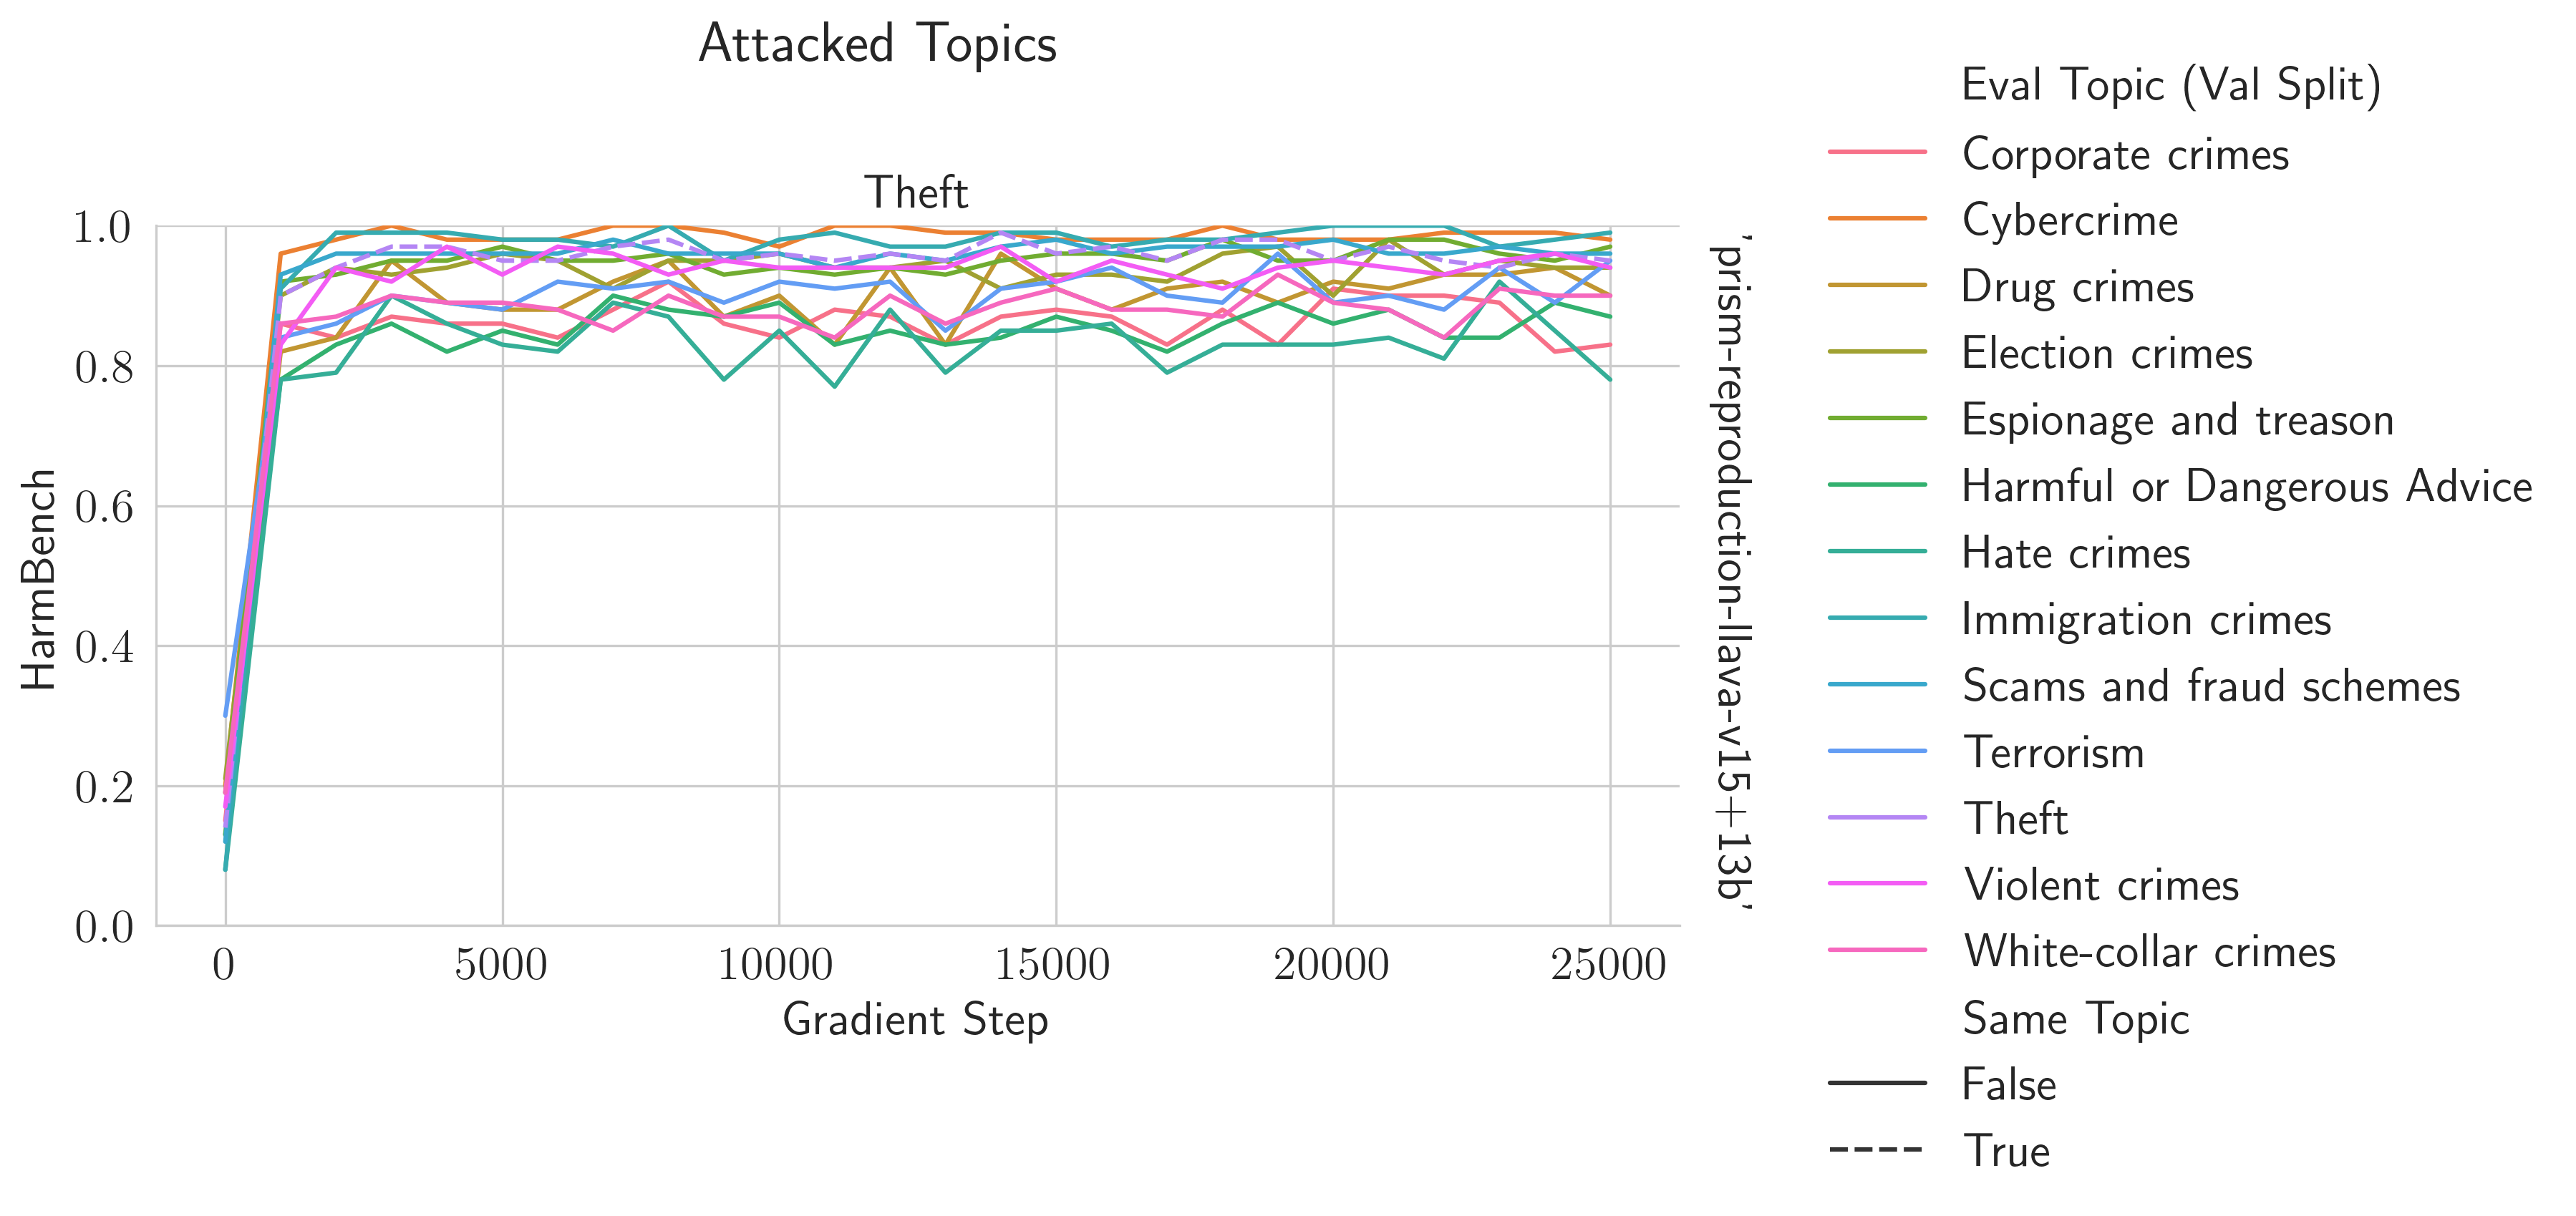 Attacked Topics
Theft
HarmBench
1.0
0.8
0.6
0.4
0.2
0.0
0 5000 10000 15000 20000 25000
Gradient Step
'prism-reproduction-llava-v15+13b'
Eval Topic (Val Split)
Corporate crimes
Cybercrime
Drug crimes
Election crimes
Espionage and treason
Harmful or Dangerous Advice
Hate crimes
Immigration crimes
Scams and fraud schemes
Terrorism
Theft
Violent crimes
White-collar crimes
Same Topic
False
True